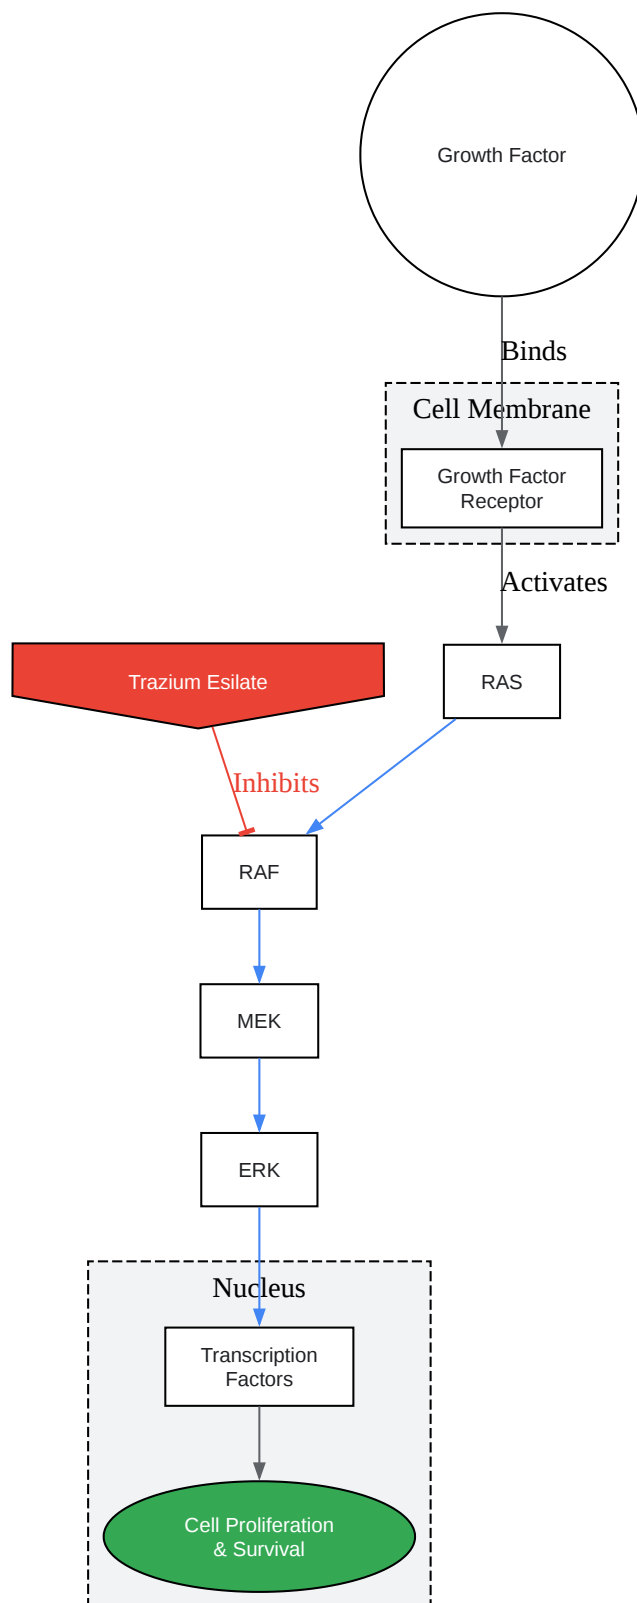 Growth Factor
Binds
Cell Membrane
Growth Factor
Receptor
Activates
Trazium Esilate
RAS
Inhibits
RAF
MEK
ERK
Nucleus
Transcription
Factors
Cell Proliferation
& Survival